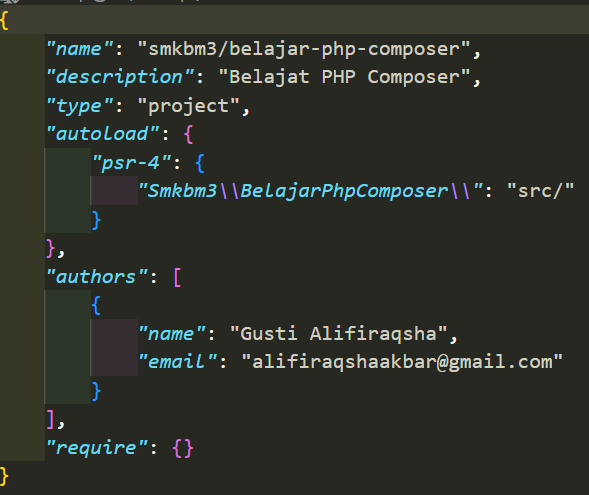 {
"name": "smkbm3/belajar-php-composer",
"description": "Belajat PHP Composer",
"type": "project",
"autoload": {
"psr-4": {
"Smkbm3\\BelajarPhpComposer\\": "src/"
}
},
"authors": [
{
"name": "Gusti Alifiraqsha",
"email": "alifiraqshaakbar@gmail.com"
}
],
"require": {}
}